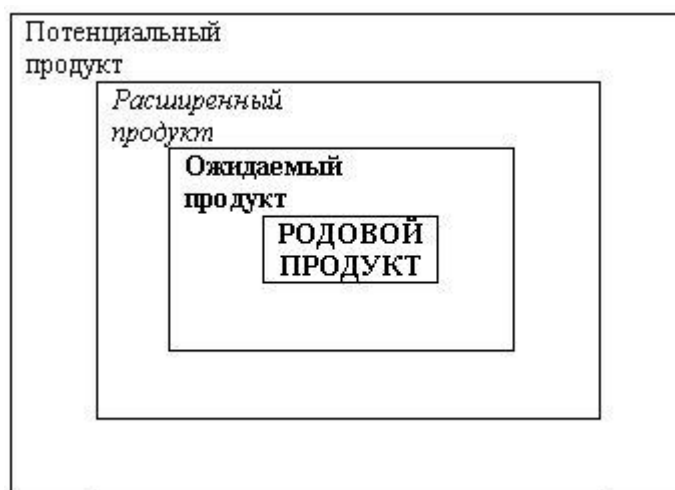 Потенциальный
продукт
Расширенный
продукт
Ожидаемый
продукт
РОДОВОЙ
ПРОДУКТ